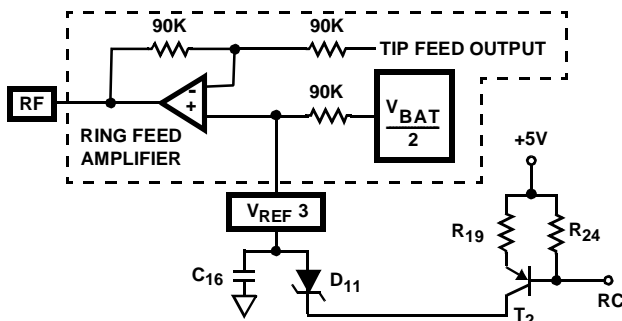 90K
90K
TIP FEED OUTPUT
RF
-
+
90K
V_BAT
2
RING FEED
AMPLIFIER
+5V
V_REF 3
R_19
R_24
C_16
D_11
RC
T_2